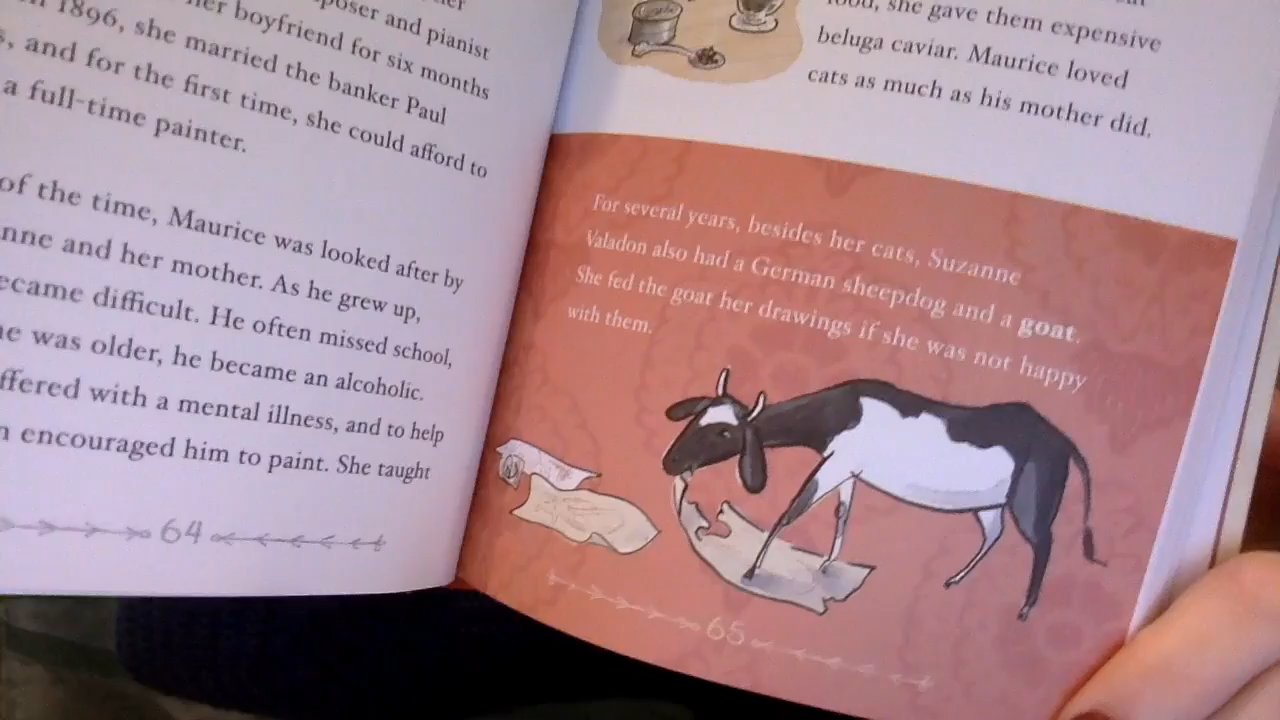 poser and pianist
her boyfriend for six months
1896, she married the banker Paul
and for the first time, she could afford to
a full-time painter.
of the time, Maurice was looked after by
nne and her mother. As he grew up,
ecame difficult. He often missed school,
he was older, he became an alcoholic.
ffered with a mental illness, and to help
n encouraged him to paint. She taught
64
food, she gave them expensive
beluga caviar. Maurice loved
cats as much as his mother did.
For several years, besides her cats, Suzanne
Valadon also had a German sheepdog and a goat.
She fed the goat her drawings if she was not happy
with them.
65